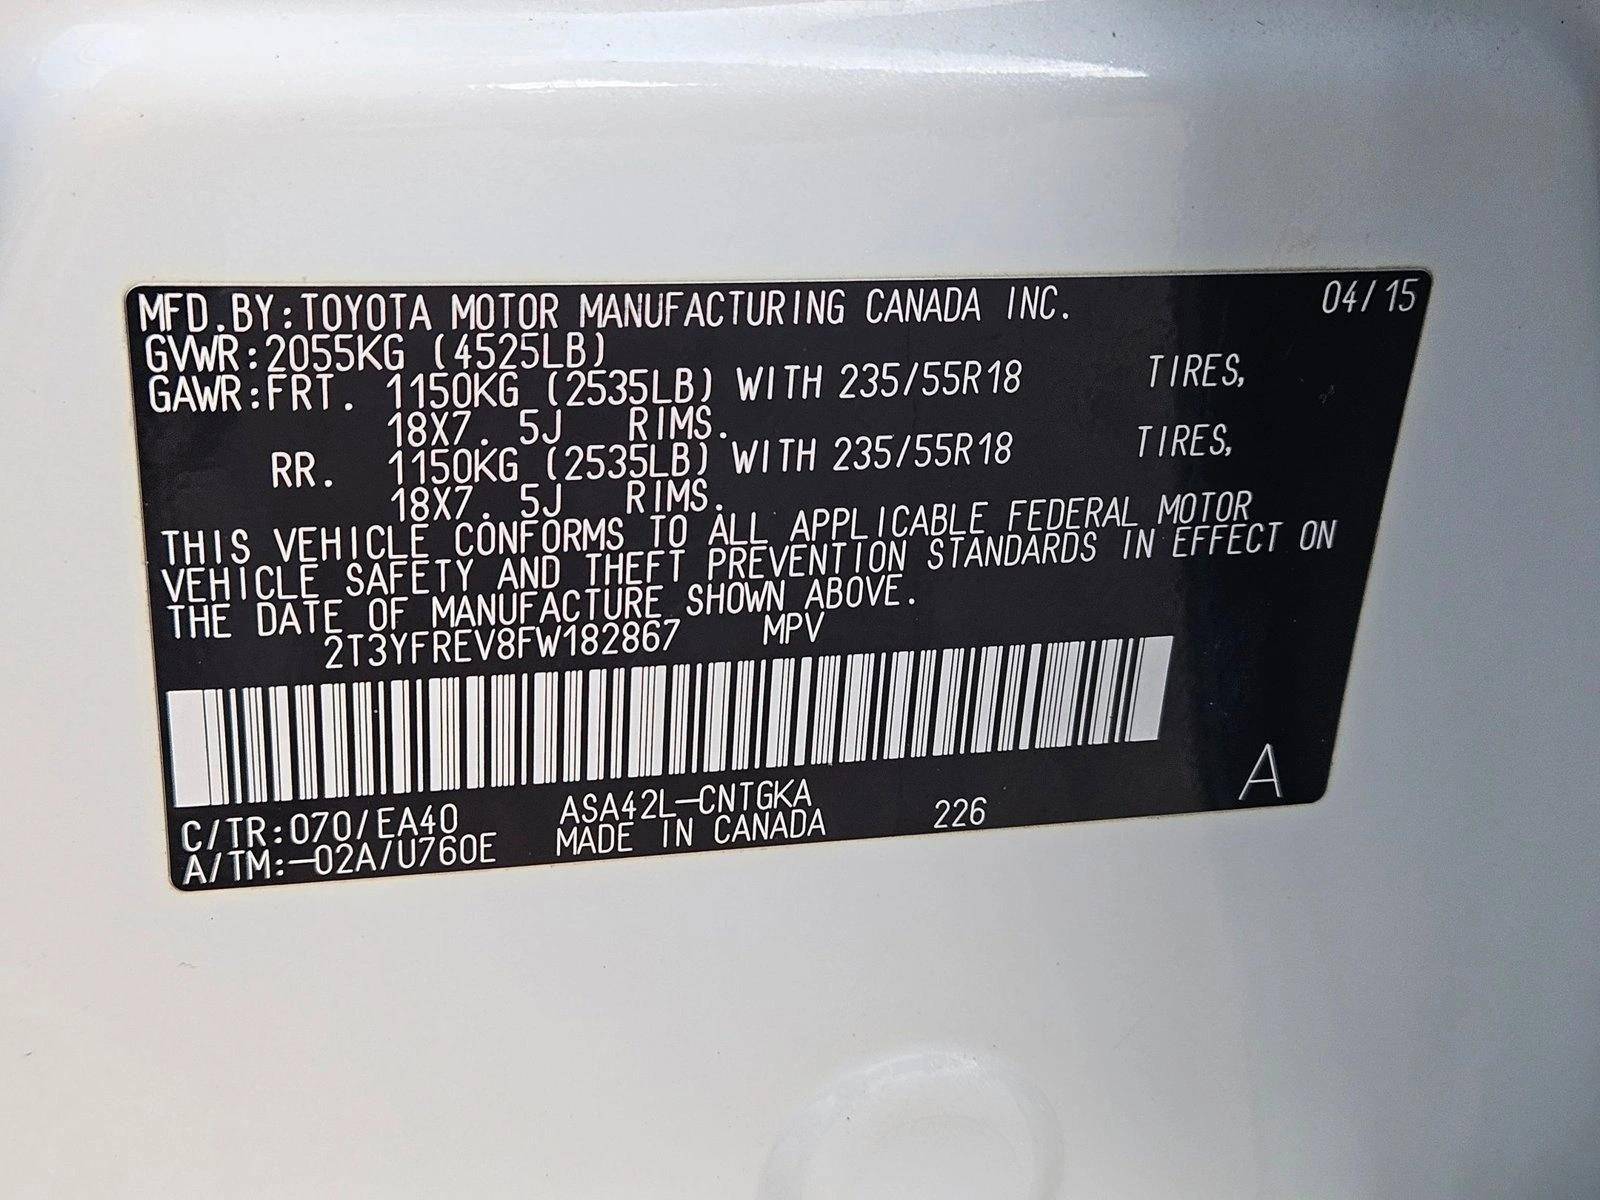 MFD.BY:TOYOTA MOTOR MANUFACTURING CANADA INC. 04/15
GVWR:2055KG (4525LB)
GAWR:FRT. 1150KG (2535LB) WITH 235/55R18 TIRES,
18X7. 5J RIMS.
RR. 1150KG (2535LB) WITH 235/55R18 TIRES,
18X7. 5J RIMS.
THIS VEHICLE CONFORMS TO ALL APPLICABLE FEDERAL MOTOR
VEHICLE SAFETY AND THEFT PREVENTION STANDARDS IN EFFECT ON
THE DATE OF MANUFACTURE SHOWN ABOVE.
2T3YFREV8FW182867 MPV
C/TR:070/EA40 ASA42L-CNTGKA 226 A
A/TM:-02A/U760E MADE IN CANADA